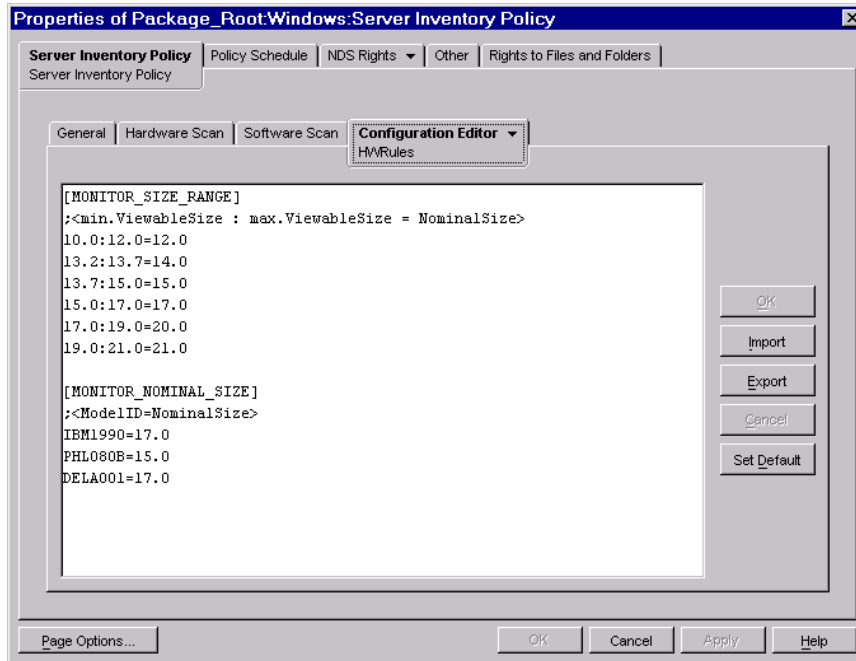 Properties of Package_Root:Windows:Server Inventory Policy
Server Inventory Policy Policy Schedule NDS Rights Other Rights to Files and Folders
Server Inventory Policy
General Hardware Scan Software Scan Configuration Editor
HWRules
[MONITOR_SIZE_RANGE]
;<min.ViewableSize : max.ViewableSize = NominalSize>
10.0:12.0=12.0
13.2:13.7=14.0
13.7:15.0=15.0
15.0:17.0=17.0
17.0:19.0=20.0
19.0:21.0=21.0
[MONITOR_NOMINAL_SIZE]
;<ModelID=NominalSize>
IBM1990=17.0
PHL080B=15.0
DELA001=17.0
OK
Import
Export
Cancel
Set Default
Page Options... OK Cancel Apply Help